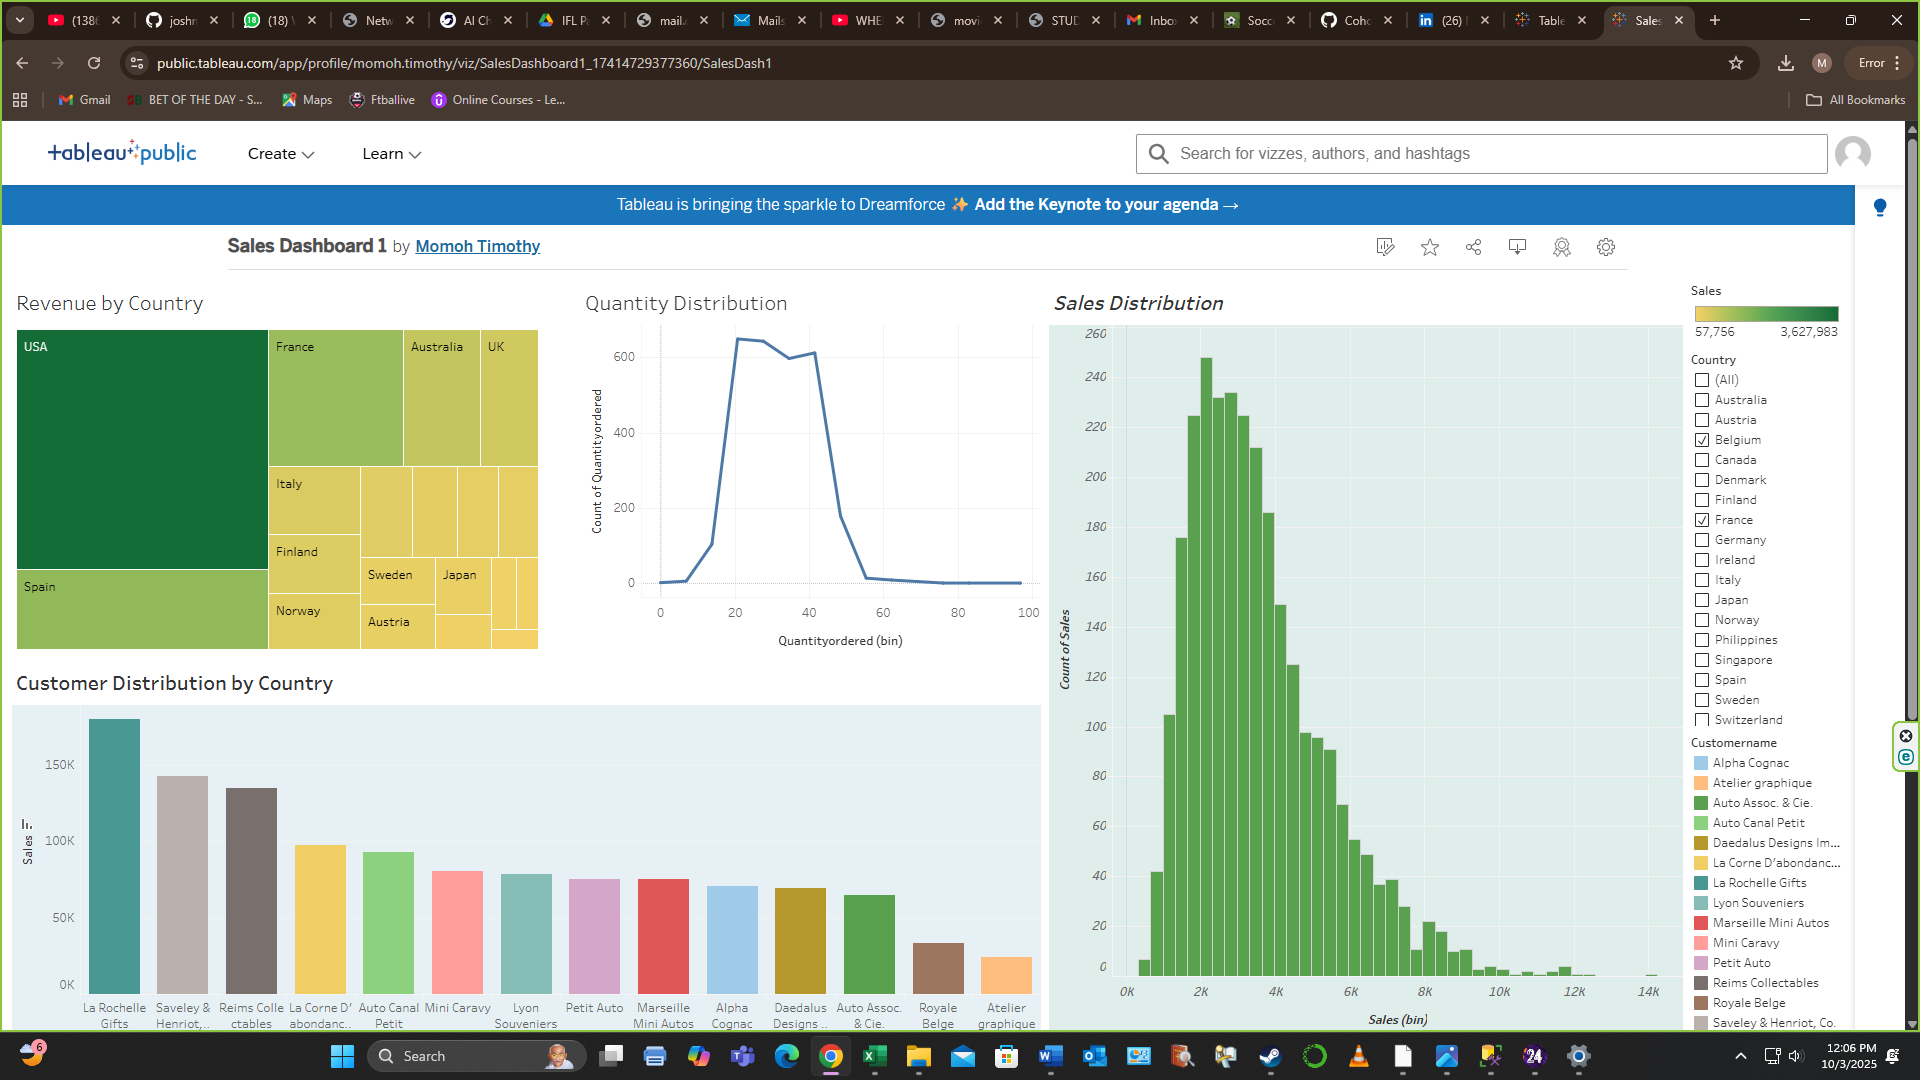 (1386
joshn
(18)
Netw
AI Ch
IFL Pa
mail.
Mails
WHE
movi
STUD
Inbox
Socce
Coho
(26)
Table
Sales
public.tableau.com/app/profile/momoh.timothy/viz/SalesDashboard1_17414729377360/SalesDash1
M
Error
Gmail
BET OF THE DAY - S...
Maps
Ftballive
Online Courses - Le...
All Bookmarks
tableau public
Create
Learn
Search for vizzes, authors, and hashtags
Tableau is bringing the sparkle to Dreamforce ✨ Add the Keynote to your agenda →
Sales Dashboard 1 by Momoh Timothy
Revenue by Country
USA
France
Australia
UK
Italy
Finland
Spain
Norway
Sweden
Japan
Austria
Quantity Distribution
Count of Quantityordered
600
400
200
0
0 20 40 60 80 100
Quantityordered (bin)
Sales Distribution
Count of Sales
260
240
220
200
180
160
140
120
100
80
60
40
20
0
0K 2K 4K 6K 8K 10K 12K 14K
Sales (bin)
Customer Distribution by Country
Sales
150K
100K
50K
0K
La Rochelle Gifts
Saveley & Henriot,..
Reims Colle ctables
La Corne D' abondanc..
Auto Canal Petit
Mini Caravy
Lyon Souveniers
Petit Auto
Marseille Mini Autos
Alpha Cognac
Daedalus Designs ..
Auto Assoc. & Cie.
Royale Belge
Atelier graphique
Sales
57,756 3,627,983
Country
(All)
Australia
Austria
Belgium
Canada
Denmark
Finland
France
Germany
Ireland
Italy
Japan
Norway
Philippines
Singapore
Spain
Sweden
Switzerland
Customername
Alpha Cognac
Atelier graphique
Auto Assoc. & Cie.
Auto Canal Petit
Daedalus Designs Im...
La Corne D'abondanc...
La Rochelle Gifts
Lyon Souveniers
Marseille Mini Autos
Mini Caravy
Petit Auto
Reims Collectables
Royale Belge
Saveley & Henriot, Co.
6
Search
24
12:06 PM
10/3/2025